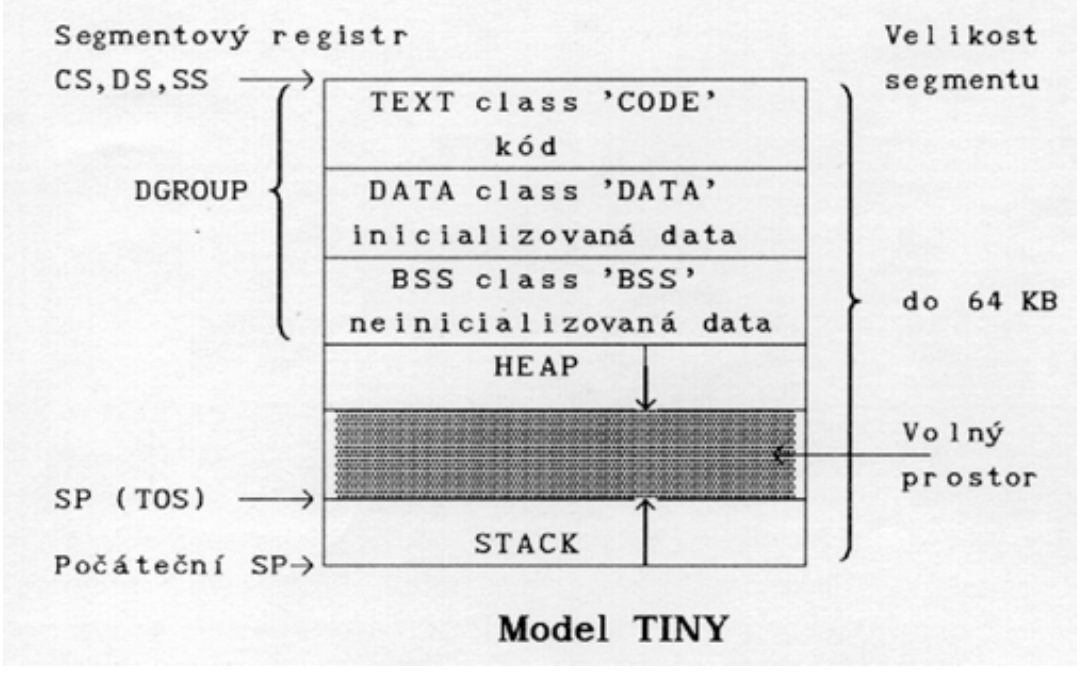 Segmentový registr
Velikost
segmentu
CS,DS,SS
TEXT class 'CODE'
kód
DGROUP
DATA class 'DATA'
inicializovaná data
BSS class 'BSS'
neinicializovaná data
do 64 KB
HEAP
Volný
prostor
SP (TOS)
STACK
Počáteční SP
Model TINY